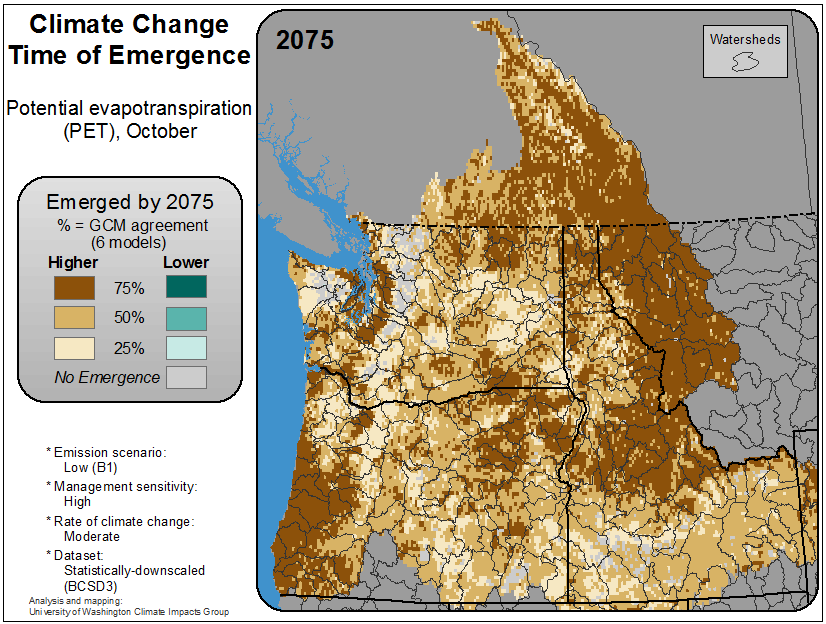 Climate Change
Time of Emergence
Potential evapotranspiration
(PET), October
Emerged by 2075
% = GCM agreement
(6 models)
Higher Lower
75%
50%
25%
No Emergence
* Emission scenario:
Low (B1)
* Management sensitivity:
High
* Rate of climate change:
Moderate
* Dataset:
Statistically-downscaled
(BCSD3)
Analysis and mapping:
University of Washington Climate Impacts Group
2075
Watersheds